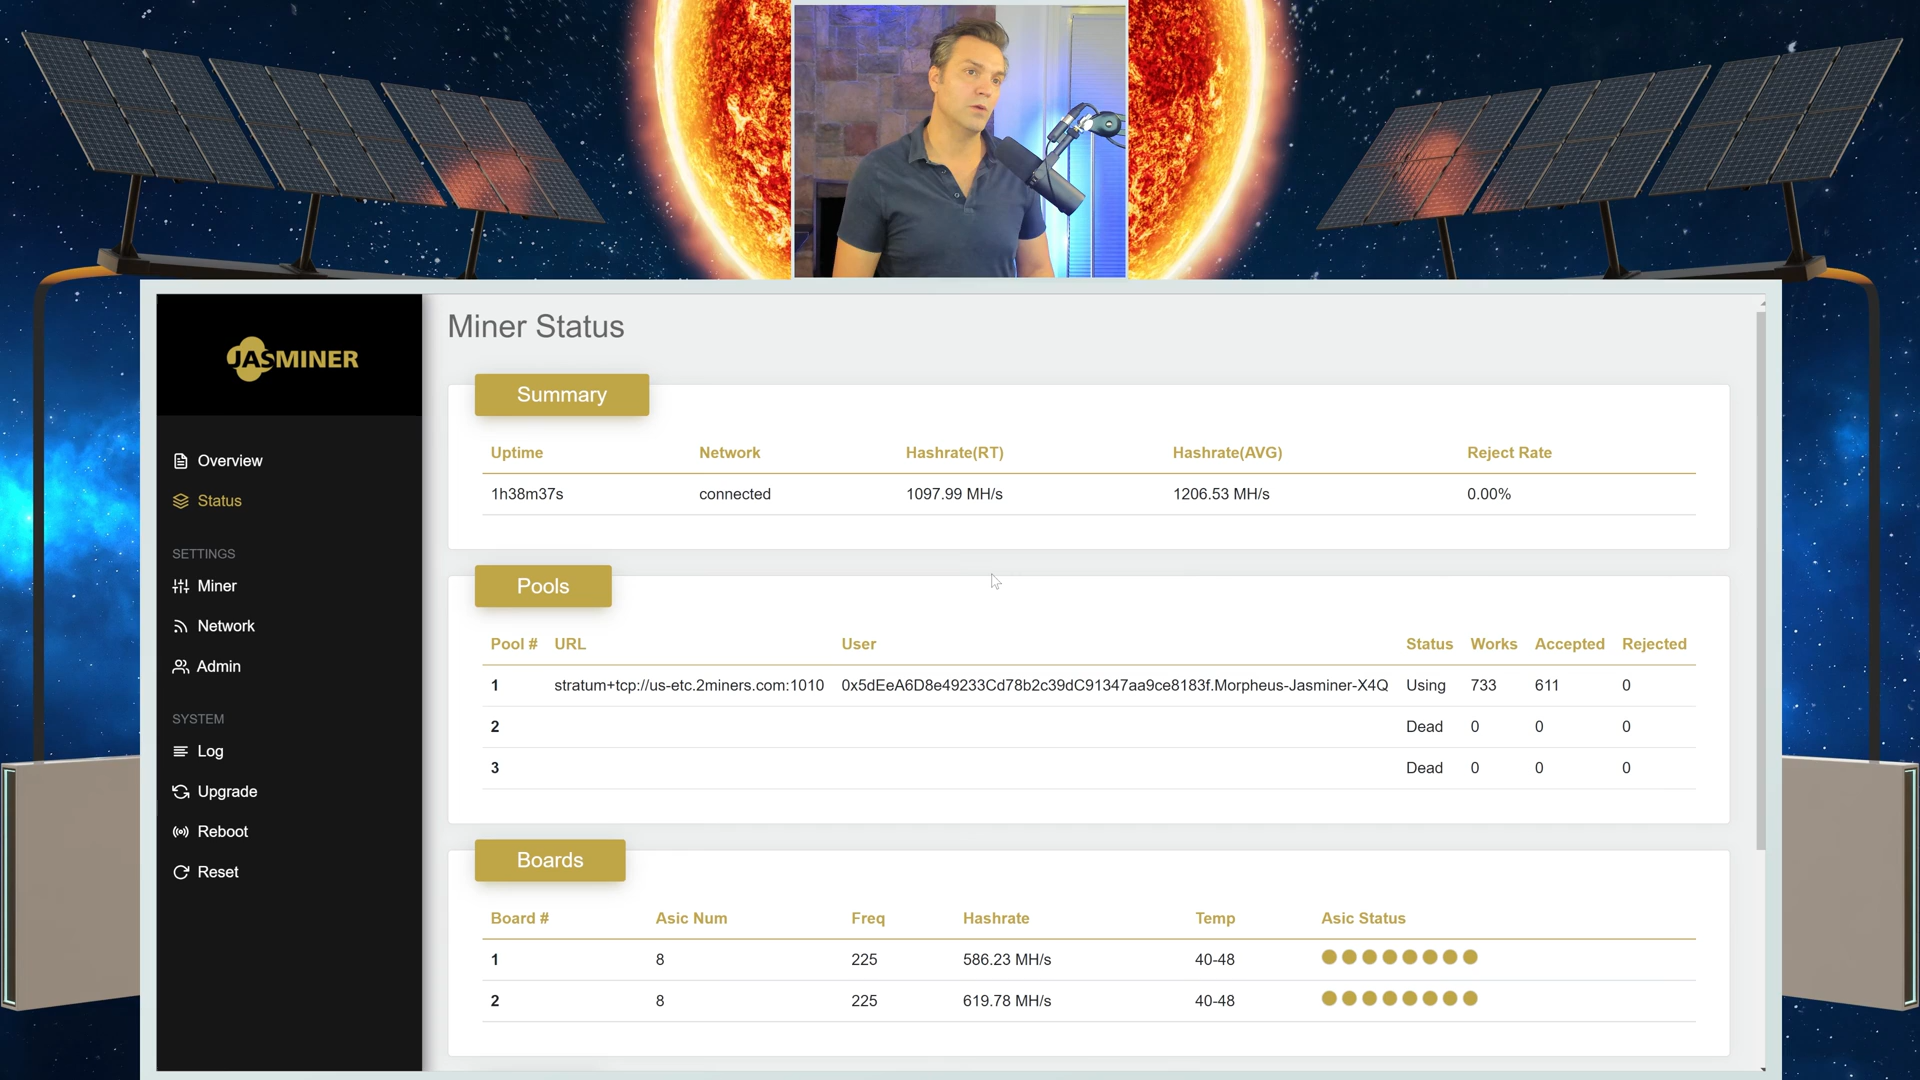 JASMINER
Overview
Status
SETTINGS
Miner
Network
Admin
SYSTEM
Log
Upgrade
Reboot
Reset
Miner Status
Summary
Uptime Network Hashrate(RT) Hashrate(AVG) Reject Rate
1h38m37s connected 1097.99 MH/s 1206.53 MH/s 0.00%
Pools
Pool # URL User Status Works Accepted Rejected
1 stratum+tcp://us-etc.2miners.com:1010 0x5dEeA6D8e49233Cd78b2c39dC91347aa9ce8183f.Morpheus-Jasminer-X4Q Using 733 611 0
2 Dead 0 0 0
3 Dead 0 0 0
Boards
Board # Asic Num Freq Hashrate Temp Asic Status
1 8 225 586.23 MH/s 40-48
2 8 225 619.78 MH/s 40-48